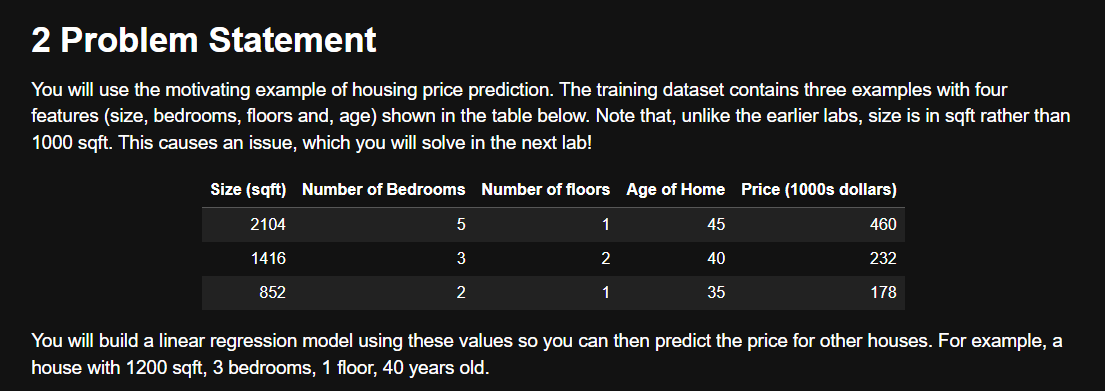 2 Problem Statement
You will use the motivating example of housing price prediction. The training dataset contains three examples with four
features (size, bedrooms, floors and, age) shown in the table below. Note that, unlike the earlier labs, size is in sqft rather than
1000 sqft. This causes an issue, which you will solve in the next lab!
Size (sqft) Number of Bedrooms Number of floors Age of Home Price (1000s dollars)
2104 5 1 45 460
1416 3 2 40 232
852 2 1 35 178
You will build a linear regression model using these values so you can then predict the price for other houses. For example, a
house with 1200 sqft, 3 bedrooms, 1 floor, 40 years old.